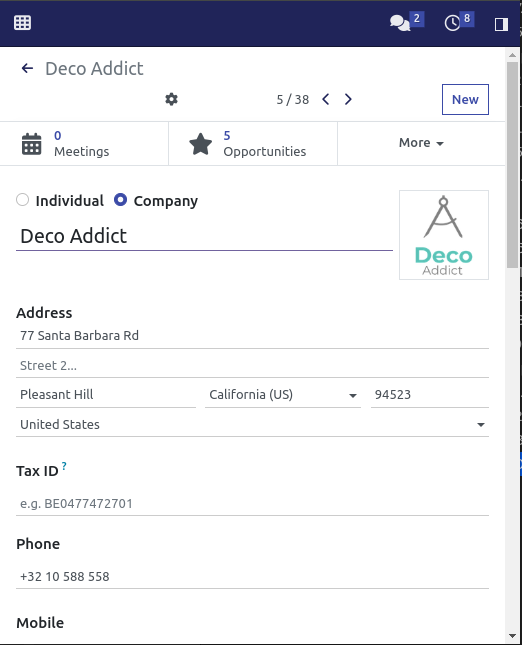 2 8
Deco Addict
5 / 38 New
0
Meetings
5
Opportunities
More
Individual Company
Deco Addict
Deco
Addict
Address
77 Santa Barbara Rd
Street 2...
Pleasant Hill California (US) 94523
United States
Tax ID ?
e.g. BE0477472701
Phone
+32 10 588 558
Mobile